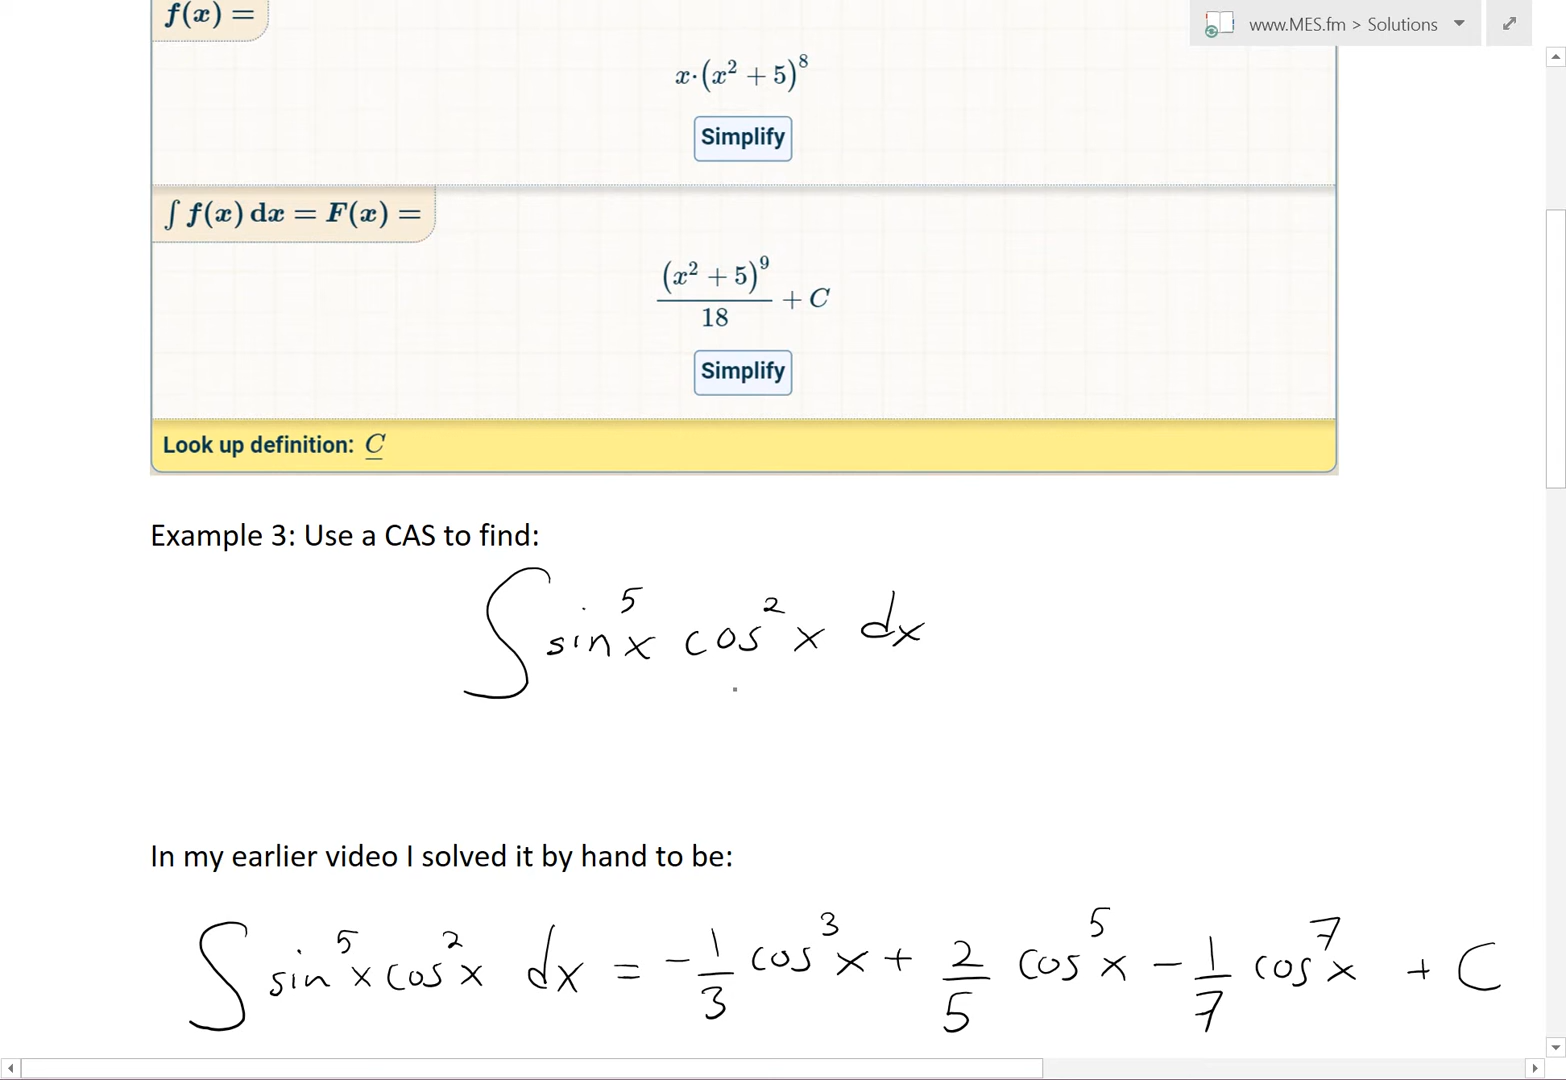 f(x) =
www.MES.fm > Solutions
x·(x² + 5)⁸
Simplify
∫ f(x) dx = F(x) =
(x² + 5)⁹ / 18 + C
Simplify
Look up definition: C
Example 3: Use a CAS to find:
∫ sin⁵x cos²x dx
In my earlier video I solved it by hand to be:
∫ sin⁵x cos²x dx = -1/3 cos³x + 2/5 cos⁵x - 1/7 cos⁷x + C